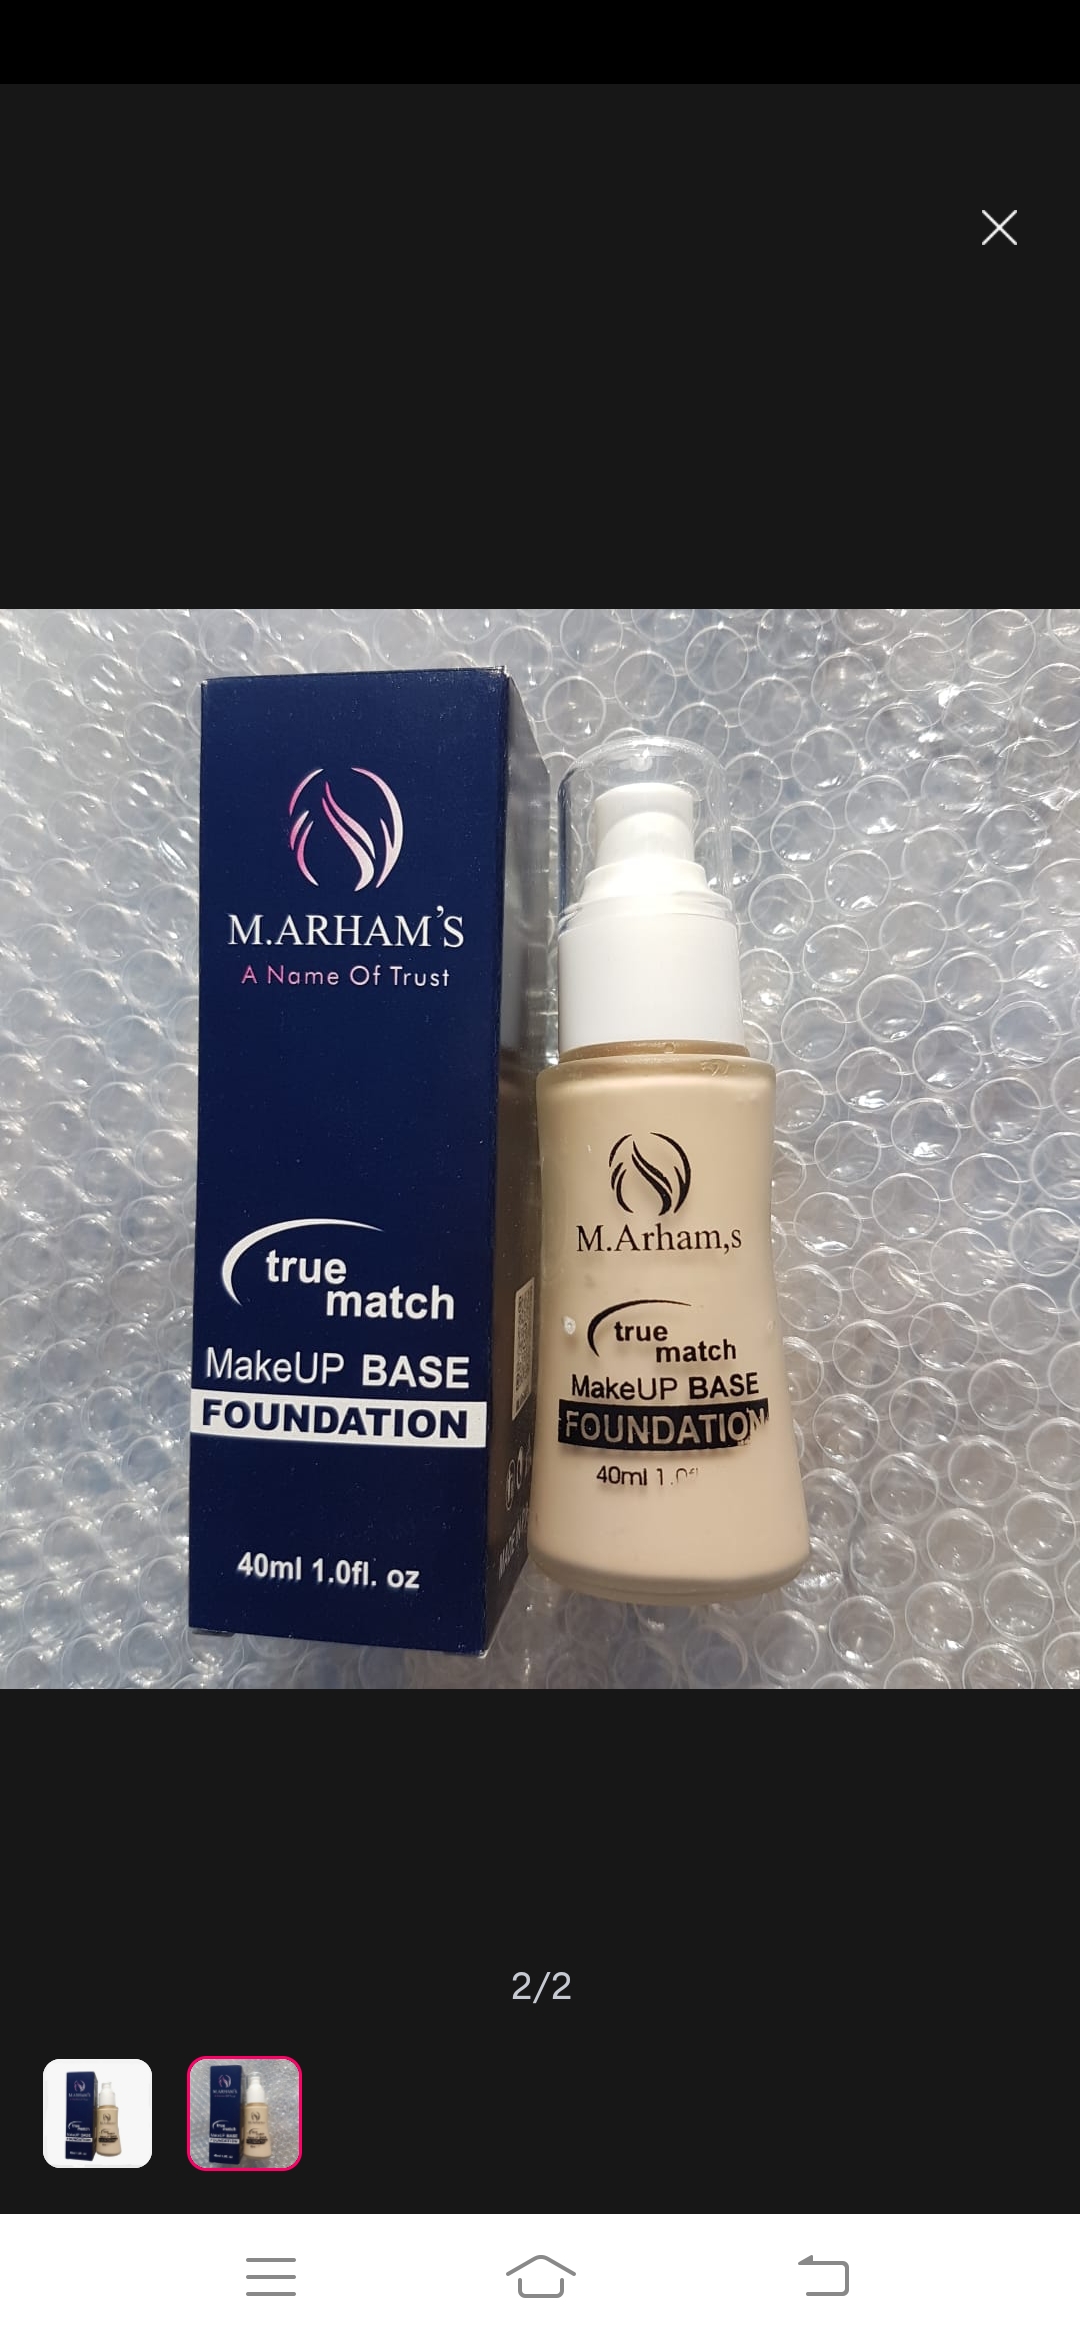 M.ARHAM'S
A Name Of Trust
true
match
MakeUP BASE
FOUNDATION
40ml 1.0fl. oz
M.Arham,s
true
match
MakeUP BASE
FOUNDATION
40ml
2/2